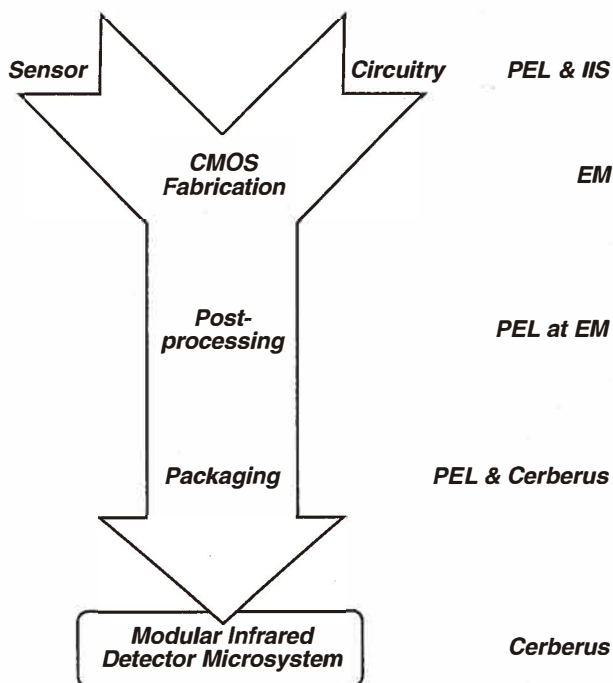 Sensor Circuitry PEL & IIS
CMOS
Fabrication
EM
Post-
processing
PEL at EM
Packaging PEL & Cerberus
Modular Infrared
Detector Microsystem
Cerberus